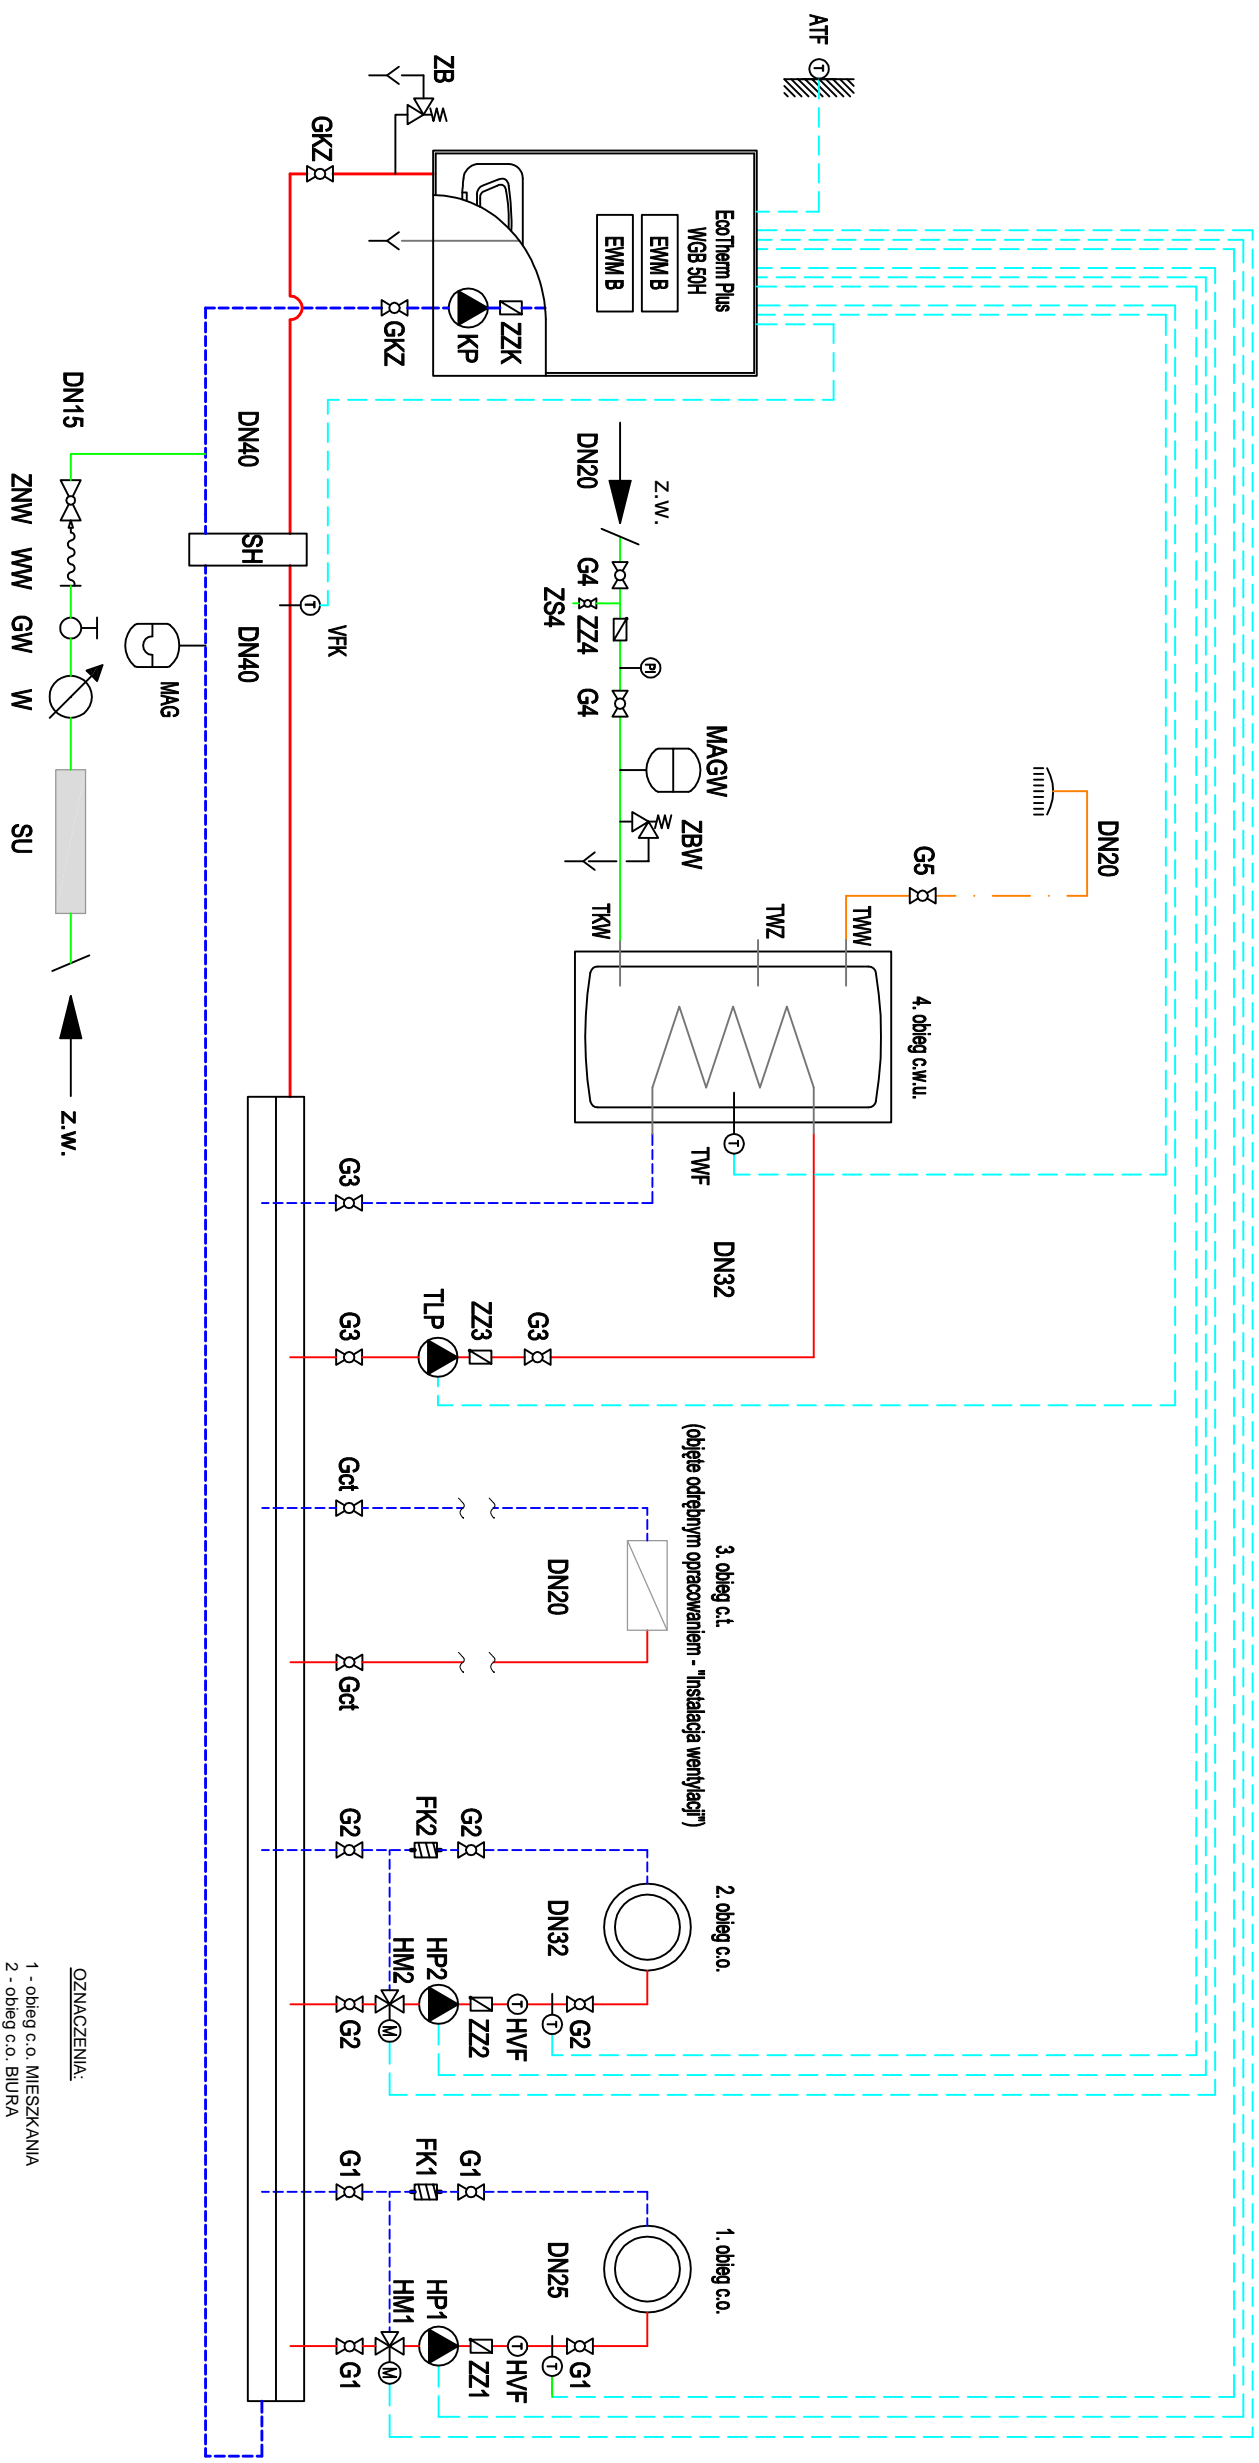 ATF
EcoTherm Plus
WGB 50H
EWM B
EWM B
ZB
GKZ
ZZK
KP
GKZ
DN20
G5
4. obieg c.w.u.
TWW
TWZ
TKW
TWF
z.w.
DN20
G4
ZS4
ZZ4
PI
G4
MAGW
ZBW
T
T
DN32
G3
G3
TLP
ZZ3
G3
3. obieg c.t.
(objęte odrębnym opracowaniem - "Instalacja wentylacji")
DN20
Gct
Gct
2. obieg c.o.
DN32
G2
FK2
G2
G2
T
HVF
T
ZZ2
HP2
HM2
M
G2
1. obieg c.o.
DN25
G1
FK1
G1
G1
T
HVF
T
ZZ1
HP1
HM1
M
G1
VFK
T
DN40
SH
DN40
MAG
DN15
ZNW
WW
GW
W
SU
z.w.
OZNACZENIA:
1 - obieg c.o. MIESZKANIA
2 - obieg c.o. BIURA